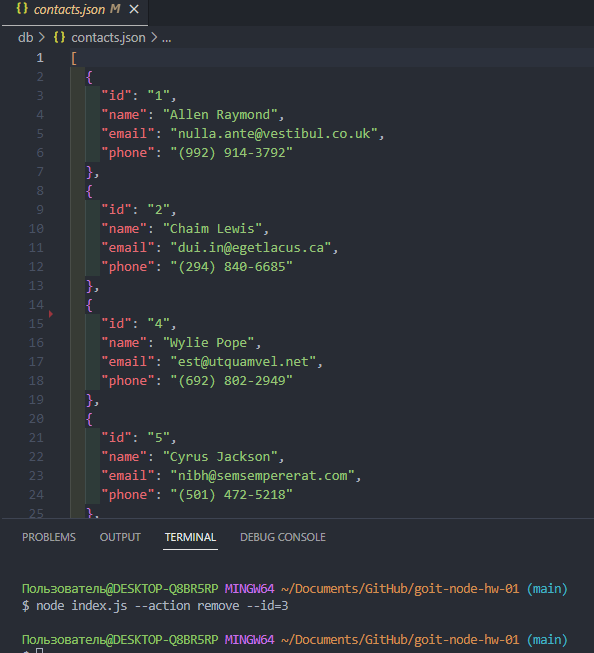 {} contacts.json M ×
db > {} contacts.json > ...
1 [
2 {
3 "id": "1",
4 "name": "Allen Raymond",
5 "email": "nulla.ante@vestibul.co.uk",
6 "phone": "(992) 914-3792"
7 },
8 {
9 "id": "2",
10 "name": "Chaim Lewis",
11 "email": "dui.in@egetlacus.ca",
12 "phone": "(294) 840-6685"
13 },
14 {
15 "id": "4",
16 "name": "Wylie Pope",
17 "email": "est@utquamvel.net",
18 "phone": "(692) 802-2949"
19 },
20 {
21 "id": "5",
22 "name": "Cyrus Jackson",
23 "email": "nibh@semsempererat.com",
24 "phone": "(501) 472-5218"
25 },
PROBLEMS OUTPUT TERMINAL DEBUG CONSOLE
Пользователь@DESKTOP-Q8BR5RP MINGW64 ~/Documents/GitHub/goit-node-hw-01 (main)
$ node index.js --action remove --id=3
Пользователь@DESKTOP-Q8BR5RP MINGW64 ~/Documents/GitHub/goit-node-hw-01 (main)
$